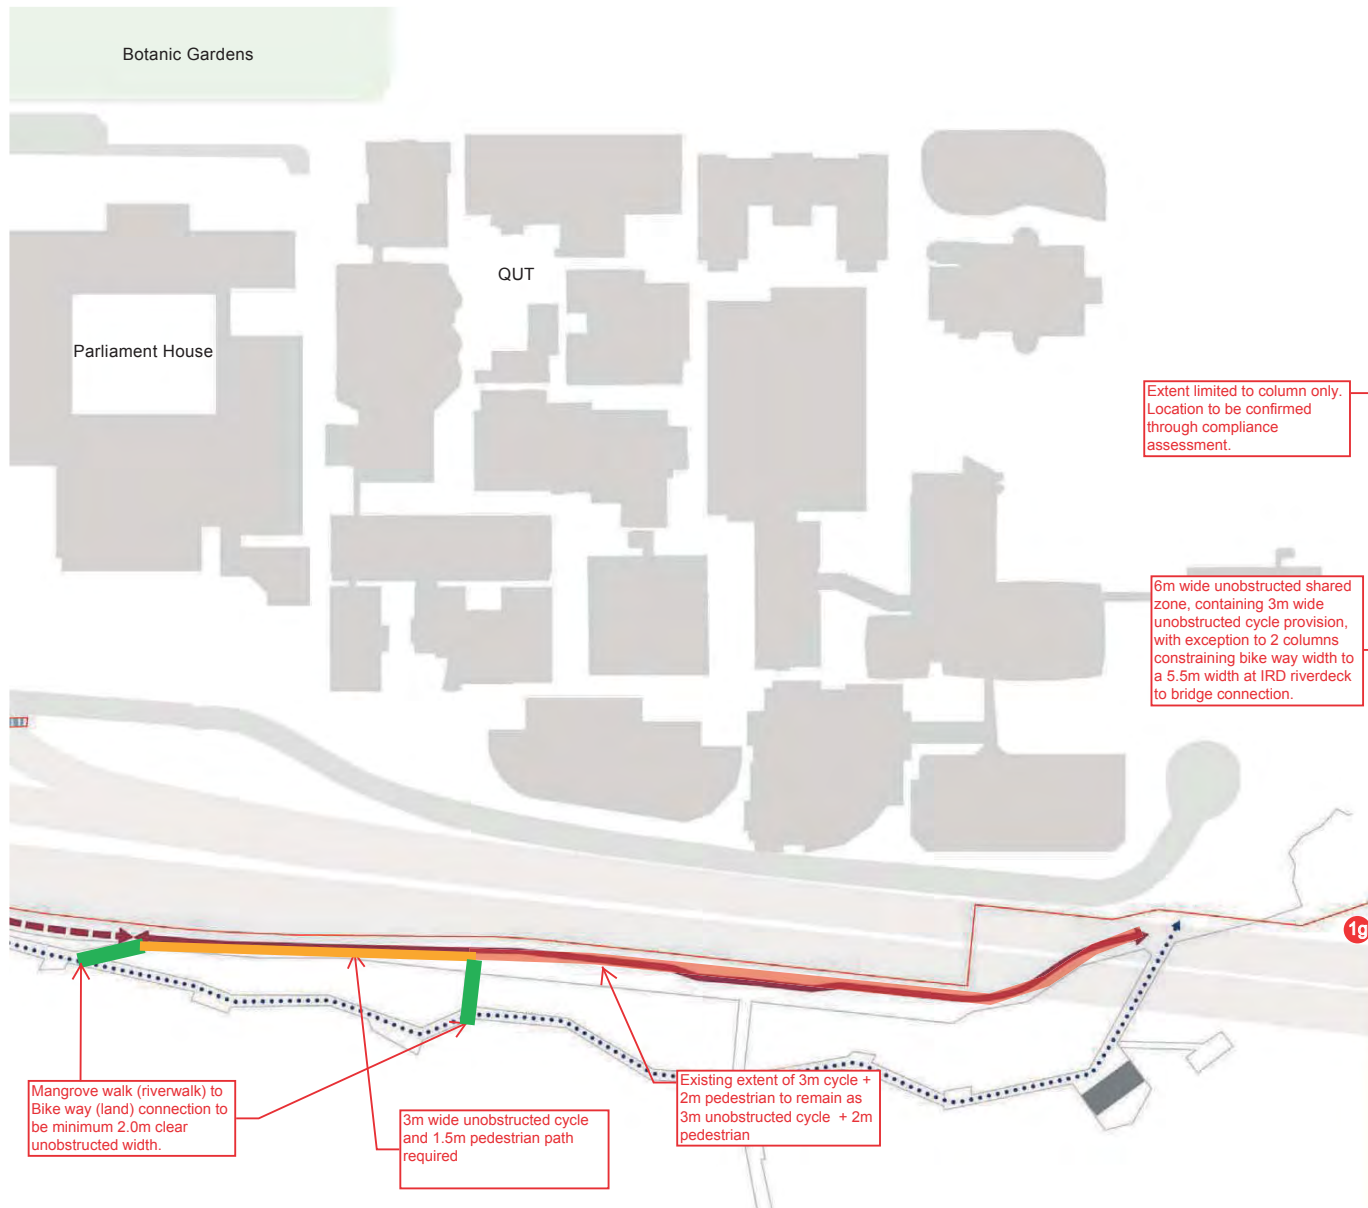 Botanic Gardens
QUT
Parliament House
Extent limited to column only.
Location to be confirmed
through compliance
assessment.
6m wide unobstructed shared
zone, containing 3m wide
unobstructed cycle provision,
with exception to 2 columns
constraining bike way width to
a 5.5m width at IRD riverdeck
to bridge connection.
1g
Mangrove walk (riverwalk) to
Bike way (land) connection to
be minimum 2.0m clear
unobstructed width.
3m wide unobstructed cycle
and 1.5m pedestrian path
required
Existing extent of 3m cycle +
2m pedestrian to remain as
3m unobstructed cycle + 2m
pedestrian